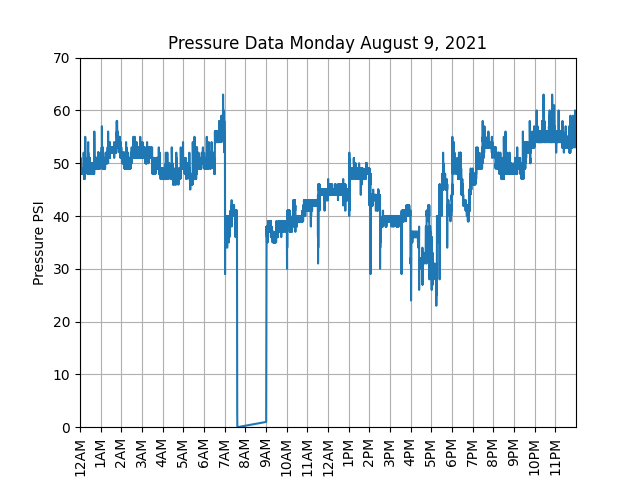 Pressure Data Monday August 9, 2021
Pressure PSI
70
60
50
40
30
20
10
0
12AM
1AM
2AM
3AM
4AM
5AM
6AM
7AM
8AM
9AM
10AM
11AM
12AM
1PM
2PM
3PM
4PM
5PM
6PM
7PM
8PM
9PM
10PM
11PM